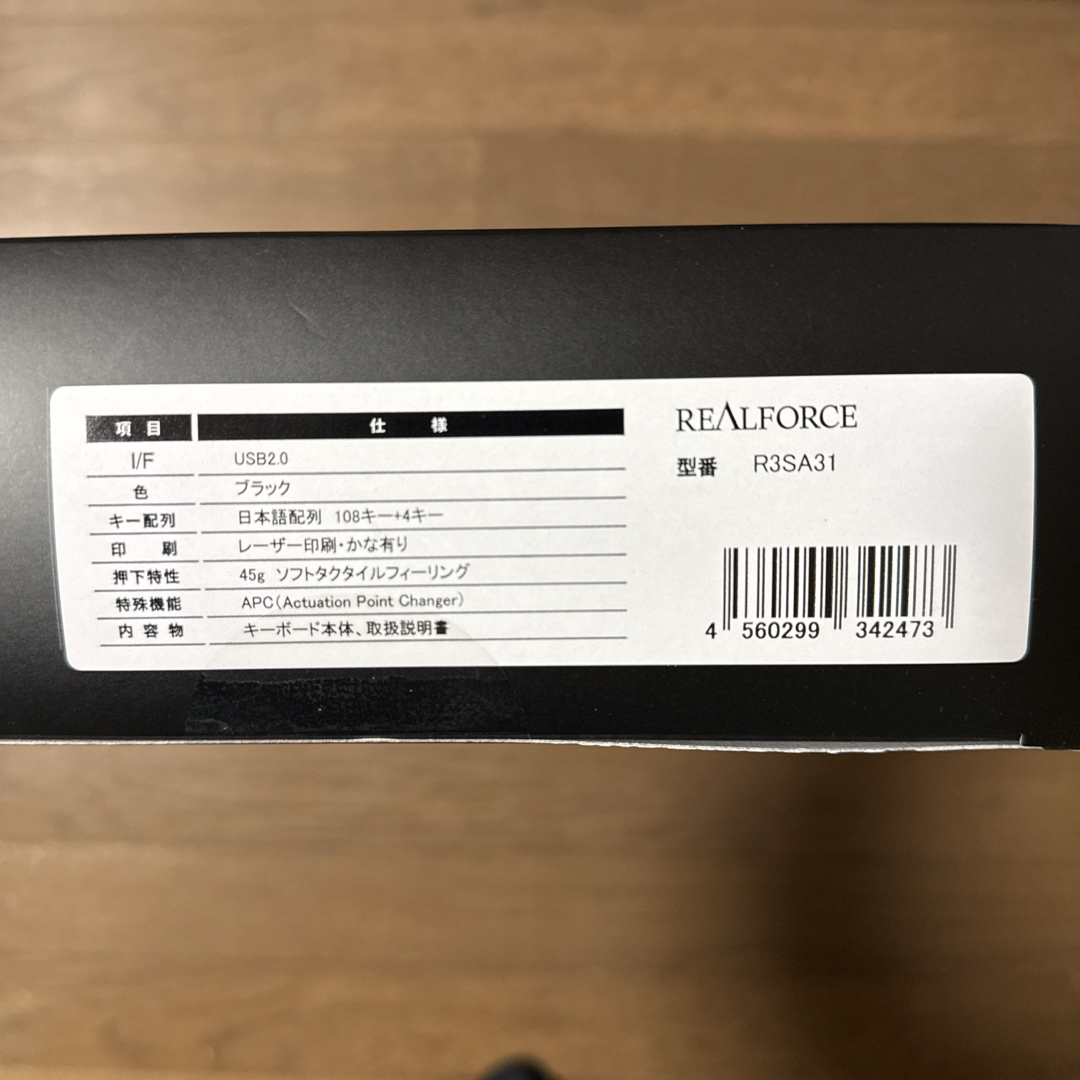 項 目 仕 様
I/F USB2.0
色 ブラック
キー配列 日本語配列 108キー+4キー
印 刷 レーザー印刷・かな有り
押下特性 45g ソフトタクタイルフィーリング
特殊機能 APC(Actuation Point Changer)
内 容 物 キーボード本体、取扱説明書
REALFORCE
型番 R3SA31
4 560299 342473